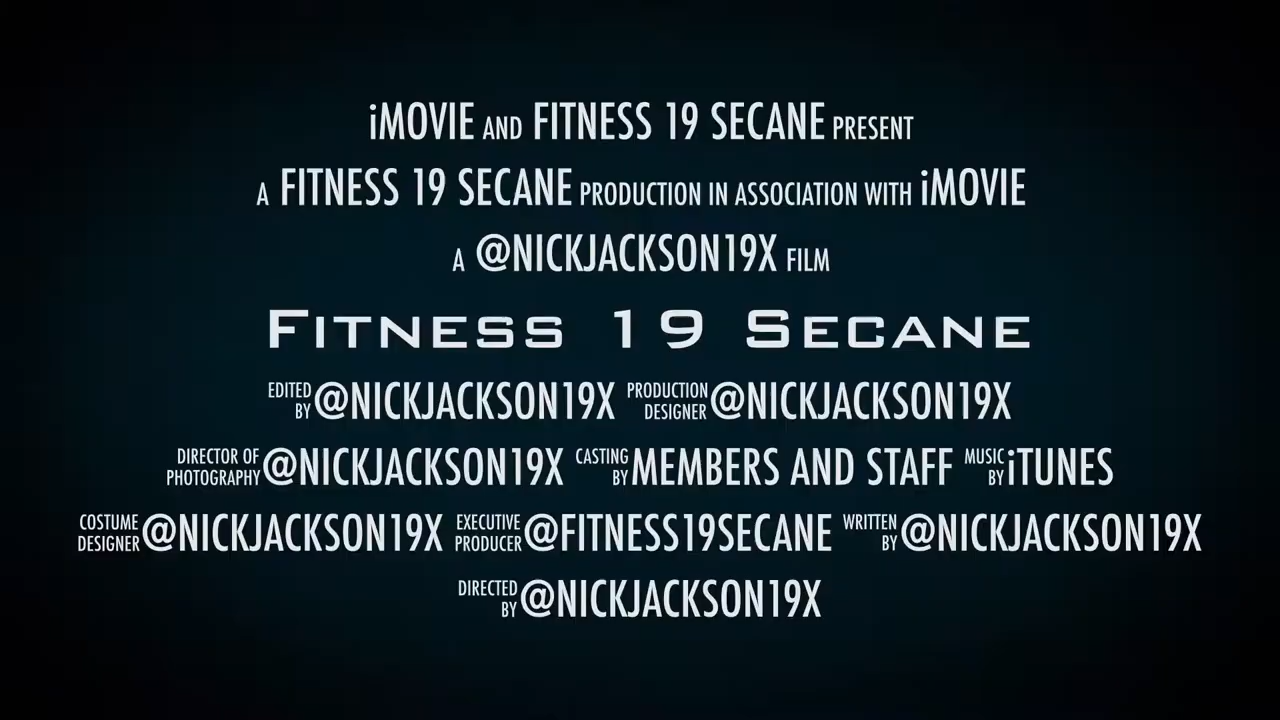 iMOVIE AND FITNESS 19 SECANE PRESENT
A FITNESS 19 SECANE PRODUCTION IN ASSOCIATION WITH iMOVIE
A @NICKJACKSON19X FILM
FITNESS 19 SECANE
EDITED BY @NICKJACKSON19X PRODUCTION DESIGNER @NICKJACKSON19X
DIRECTOR OF PHOTOGRAPHY @NICKJACKSON19X CASTING BY MEMBERS AND STAFF MUSIC BY iTUNES
COSTUME DESIGNER @NICKJACKSON19X EXECUTIVE PRODUCER @FITNESS19SECANE WRITTEN BY @NICKJACKSON19X
DIRECTED BY @NICKJACKSON19X